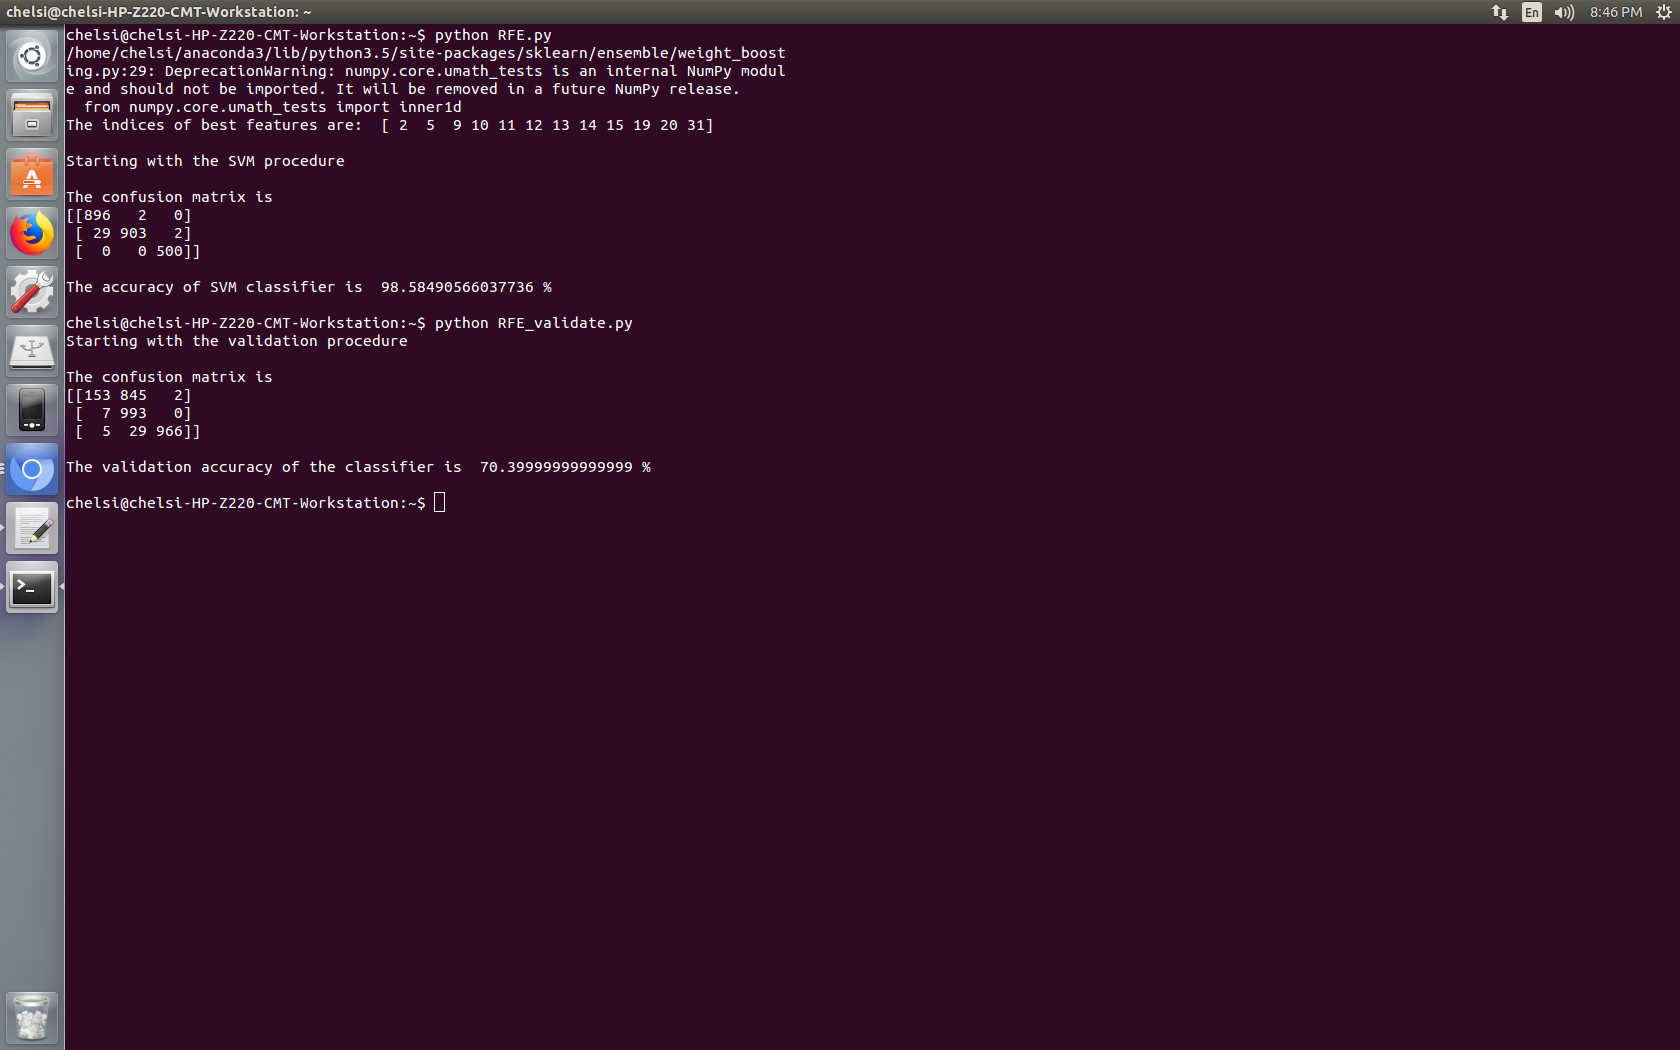 chelsi@chelsi-HP-Z220-CMT-Workstation: ~
En
8:46 PM
chelsi@chelsi-HP-Z220-CMT-Workstation:~$ python RFE.py
/home/chelsi/anaconda3/lib/python3.5/site-packages/sklearn/ensemble/weight_boost
ing.py:29: DeprecationWarning: numpy.core.umath_tests is an internal NumPy modul
e and should not be imported. It will be removed in a future NumPy release.
  from numpy.core.umath_tests import inner1d
The indices of best features are:  [ 2  5  9 10 11 12 13 14 15 19 20 31]
Starting with the SVM procedure
The confusion matrix is
[[896   2   0]
 [ 29 903   2]
 [  0   0 500]]
The accuracy of SVM classifier is  98.58490566037736 %
chelsi@chelsi-HP-Z220-CMT-Workstation:~$ python RFE_validate.py
Starting with the validation procedure
The confusion matrix is
[[153 845   2]
 [  7 993   0]
 [  5  29 966]]
The validation accuracy of the classifier is  70.39999999999999 %
chelsi@chelsi-HP-Z220-CMT-Workstation:~$